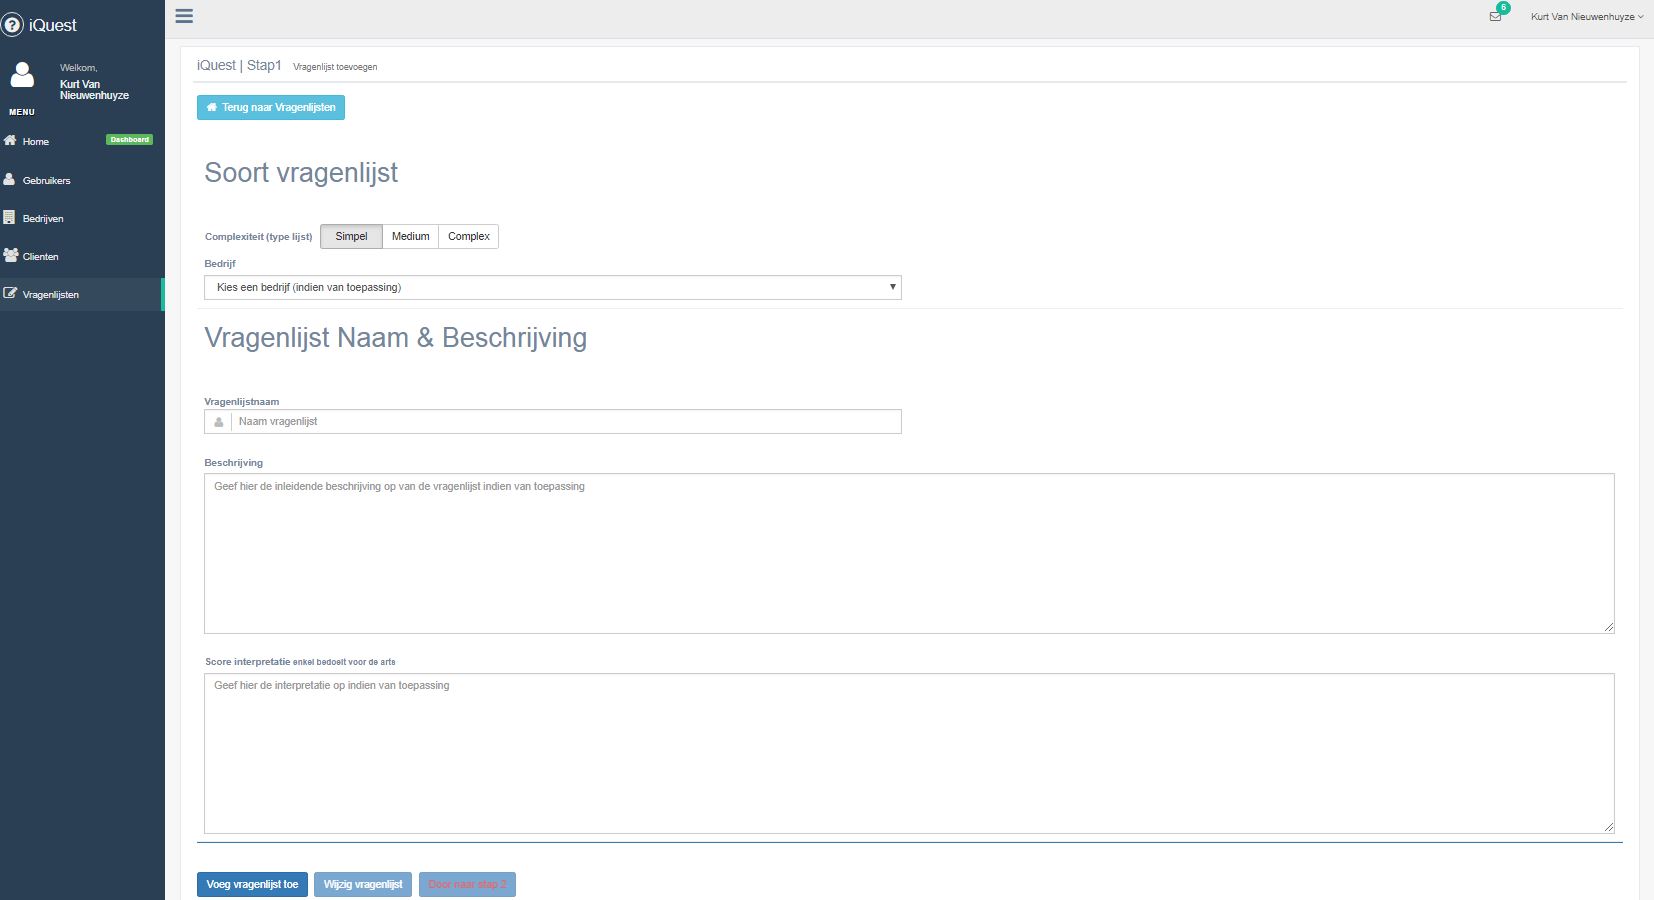 iQuest
6
Kurt Van Nieuwenhuyze
Welkom,
Kurt Van
Nieuwenhuyze
MENU
Home
Dashboard
Gebruikers
Bedrijven
Clienten
Vragenlijsten
iQuest | Stap1 Vragenlijst toevoegen
Terug naar Vragenlijsten
Soort vragenlijst
Complexiteit (type lijst) Simpel Medium Complex
Bedrijf
Kies een bedrijf (indien van toepassing)
Vragenlijst Naam & Beschrijving
Vragenlijstnaam
Naam vragenlijst
Beschrijving
Geef hier de inleidende beschrijving op van de vragenlijst indien van toepassing
Score interpretatie enkel bedoelt voor de arts
Geef hier de interpretatie op indien van toepassing
Voeg vragenlijst toe Wijzig vragenlijst Door naar stap 2